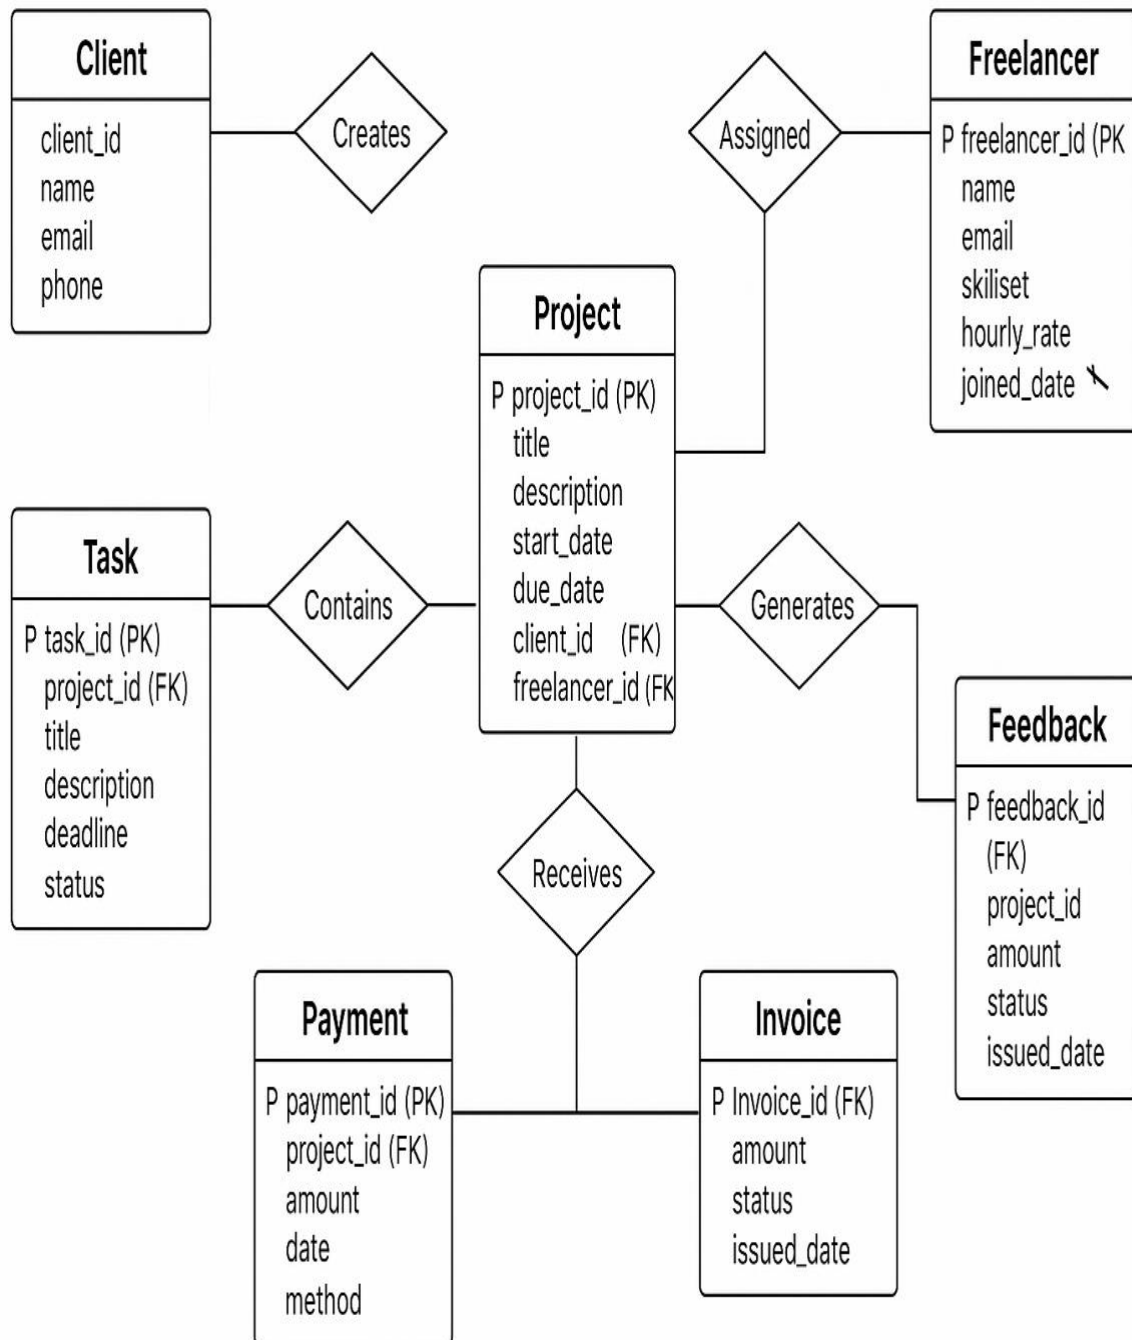 Client
client_id
name
email
phone
Creates
Assigned
Freelancer
P freelancer_id (PK
name
email
skiliset
hourly_rate
joined_date
Project
P project_id (PK)
title
description
start_date
due_date
client_id (FK)
freelancer_id (FK
Task
P task_id (PK)
project_id (FK)
title
description
deadline
status
Contains
Generates
Feedback
P feedback_id
(FK)
project_id
amount
status
issued_date
Receives
Payment
P payment_id (PK)
project_id (FK)
amount
date
method
Invoice
P Invoice_id (FK)
amount
status
issued_date